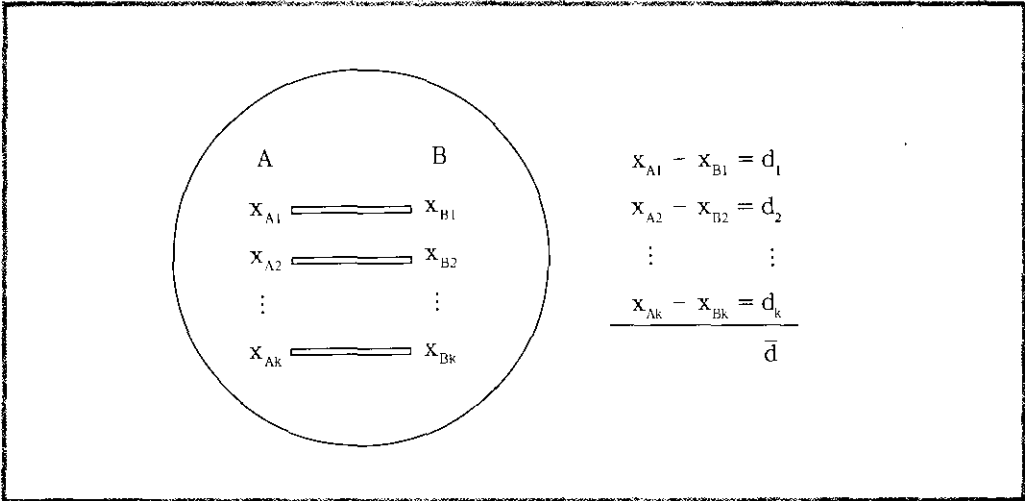 A B
x_A1 x_B1
x_A2 x_B2
⋮ ⋮
x_Ak x_Bk
x_A1 − x_B1 = d_1
x_A2 − x_B2 = d_2
⋮ ⋮
x_Ak − x_Bk = d_k
d̄